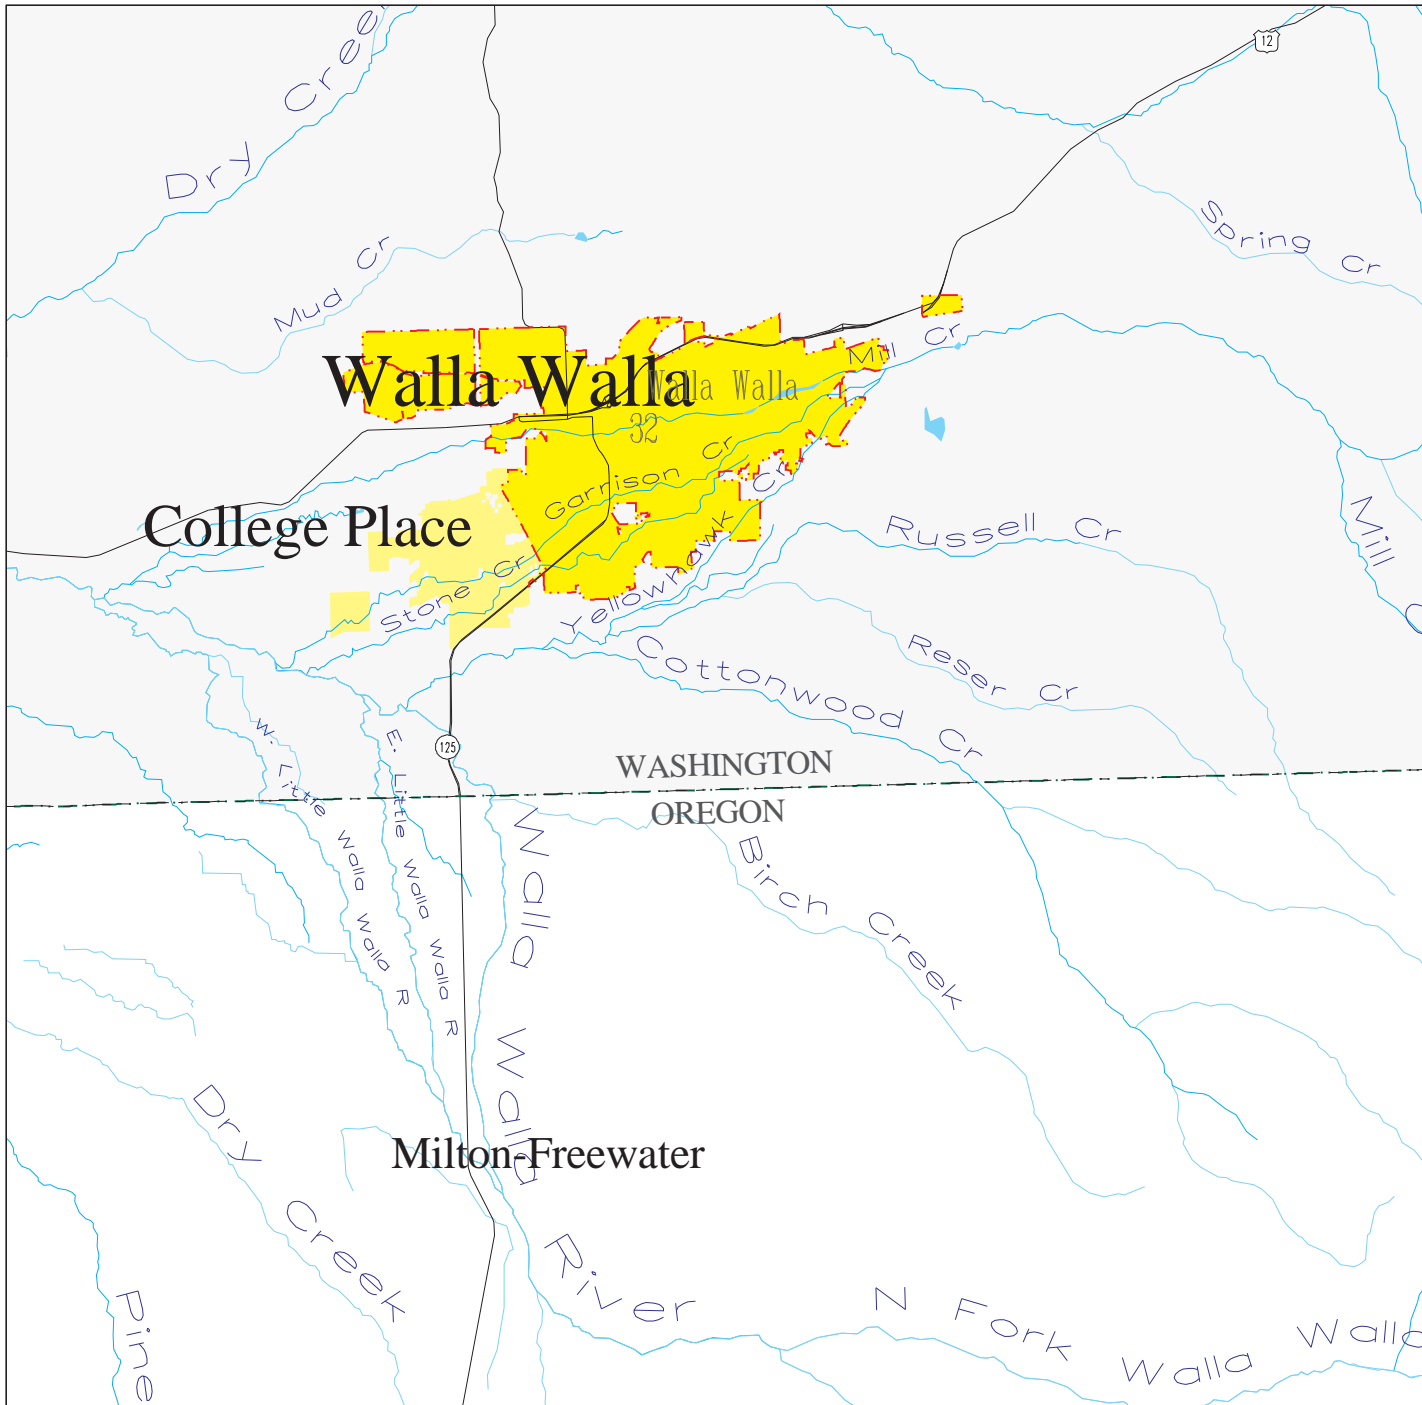 12
Dry Creek
Spring Cr
Mud Cr
Mill Cr
Walla Walla
Walla Walla
32
Garrison Cr
College Place
Yellowhawk Cr
Russell Cr
Mill
Stone Cr
Reser Cr
Cottonwood Cr
125
W. Little Walla Walla R
E. Little Walla Walla R
WASHINGTON
OREGON
Walla Walla River
Birch Creek
Dry Creek
Milton-Freewater
Pine
N Fork Walla Walla